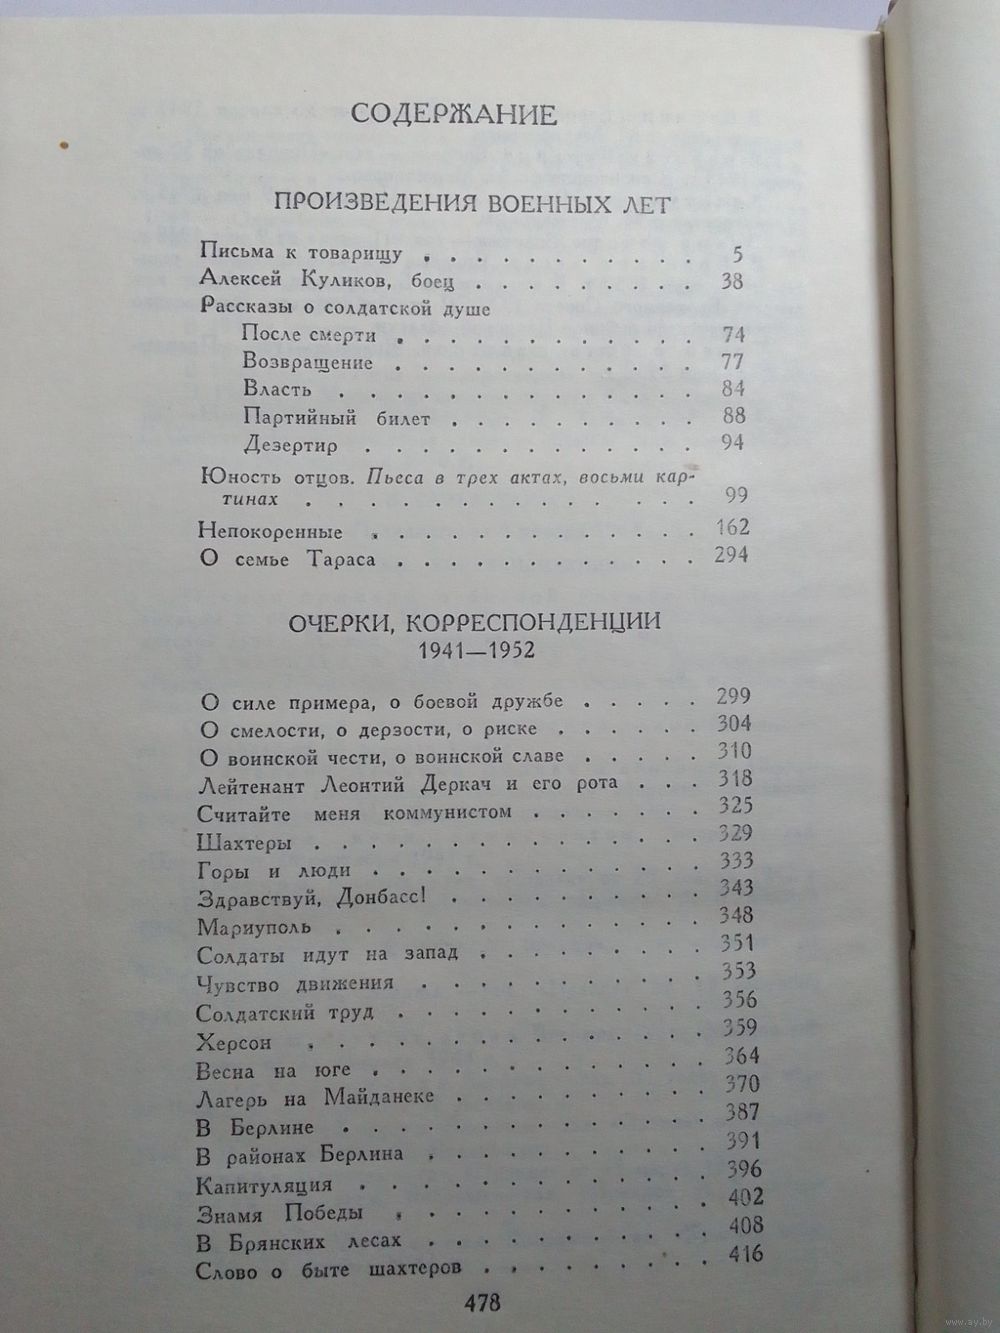 СОДЕРЖАНИЕ
ПРОИЗВЕДЕНИЯ ВОЕННЫХ ЛЕТ
Письма к товарищу . . . . . . . . . . . 5
Алексей Куликов, боец . . . . . . . . . 38
Рассказы о солдатской душе
После смерти . . . . . . . . . . . . 74
Возвращение . . . . . . . . . . . . 77
Власть . . . . . . . . . . . . . . 84
Партийный билет . . . . . . . . . . 88
Дезертир . . . . . . . . . . . . . 94
Юность отцов. Пьеса в трех актах, восьми кар-
тинах . . . . . . . . . . . . . 99
Непокоренные . . . . . . . . . . . . . 162
О семье Тараса . . . . . . . . . . . . 294
ОЧЕРКИ, КОРРЕСПОНДЕНЦИИ
1941—1952
О силе примера, о боевой дружбе . . . . . 299
О смелости, о дерзости, о риске . . . . . . 304
О воинской чести, о воинской славе . . . . . 310
Лейтенант Леонтий Деркач и его рота . . . 318
Считайте меня коммунистом . . . . . . . 325
Шахтеры . . . . . . . . . . . . . . . 329
Горы и люди . . . . . . . . . . . . . 333
Здравствуй, Донбасс! . . . . . . . . . . 343
Мариуполь . . . . . . . . . . . . . . 348
Солдаты идут на запад . . . . . . . . . 351
Чувство движения . . . . . . . . . . . 353
Солдатский труд . . . . . . . . . . . . 356
Херсон . . . . . . . . . . . . . . . 359
Весна на юге . . . . . . . . . . . . . 364
Лагерь на Майданеке . . . . . . . . . . 370
В Берлине . . . . . . . . . . . . . . 387
В районах Берлина . . . . . . . . . . . 391
Капитуляция . . . . . . . . . . . . . 396
Знамя Победы . . . . . . . . . . . . 402
В Брянских лесах . . . . . . . . . . . 408
Слово о быте шахтеров . . . . . . . . . 416
478
www.ay.by